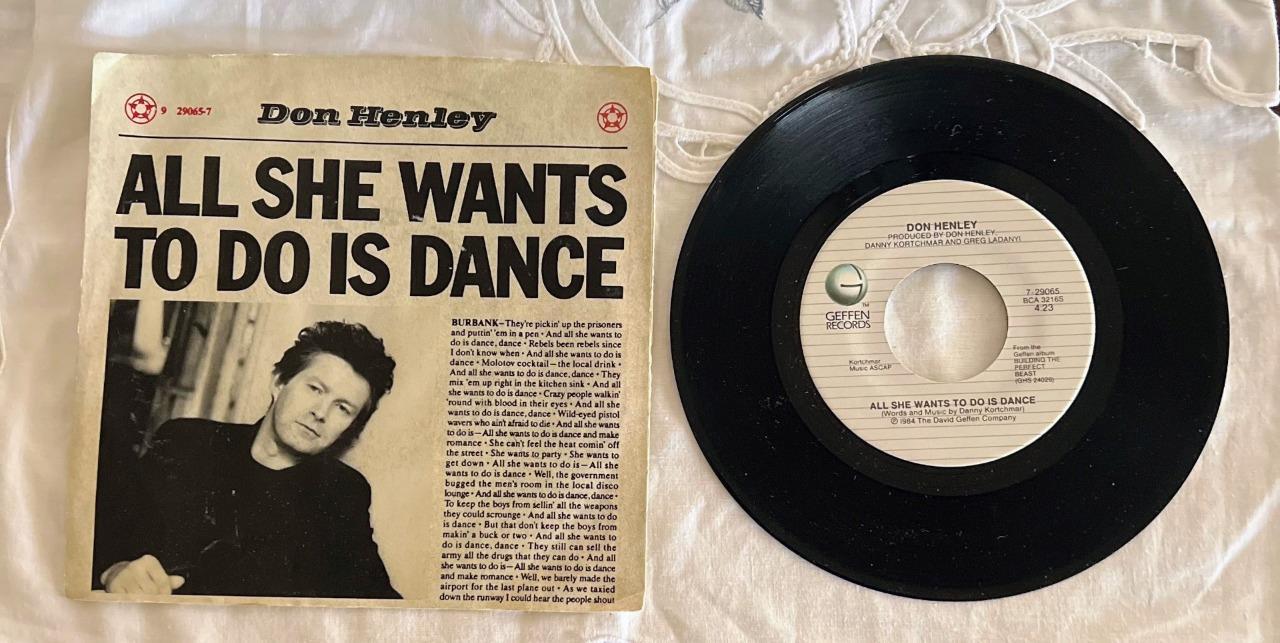 9 29065-7
Don Henley
ALL SHE WANTS
TO DO IS DANCE
BURBANK—They're pickin' up the prisoners
and puttin' 'em in a pen • And all she wants to
do is dance, dance • Rebels been rebels since
I don't know when • And all she wants to do is
dance • Molotov cocktail—the local drink •
And all she wants to do is dance, dance • They
mix 'em up right in the kitchen sink • And all
she wants to do is dance • Crazy people walkin'
'round with blood in their eyes • And all she
wants to do is dance, dance • Wild-eyed pistol
wavers who ain't afraid to die • And all she wants
to do is—All she wants to do is dance and make
romance • She can't feel the heat comin' off
the street • She wants to party • She wants to
get down • All she wants to do is—All she
wants to do is dance • Well, the government
bugged the men's room in the local disco
lounge • And all she wants to do is dance, dance •
To keep the boys from sellin' all the weapons
they could scrounge • And all she wants to do
is dance • But that don't keep the boys from
makin' a buck or two • And all she wants to
do is dance, dance • They still can sell the
army all the drugs that they can do • And all
she wants to do is—All she wants to do is dance
and make romance • Well, we barely made the
airport for the last plane out • As we taxied
down the runway I could hear the people shout
DON HENLEY
PRODUCED BY DON HENLEY,
DANNY KORTCHMAR AND GREG LADANYI
TM
GEFFEN
RECORDS
7-29065
BCA 3216S
4:23
Kortchmar
Music ASCAP
From the
Geffen album
BUILDING THE
PERFECT
BEAST
(GHS 24026)
ALL SHE WANTS TO DO IS DANCE
(Words and Music by Danny Kortchmar)
℗ 1984 The David Geffen Company